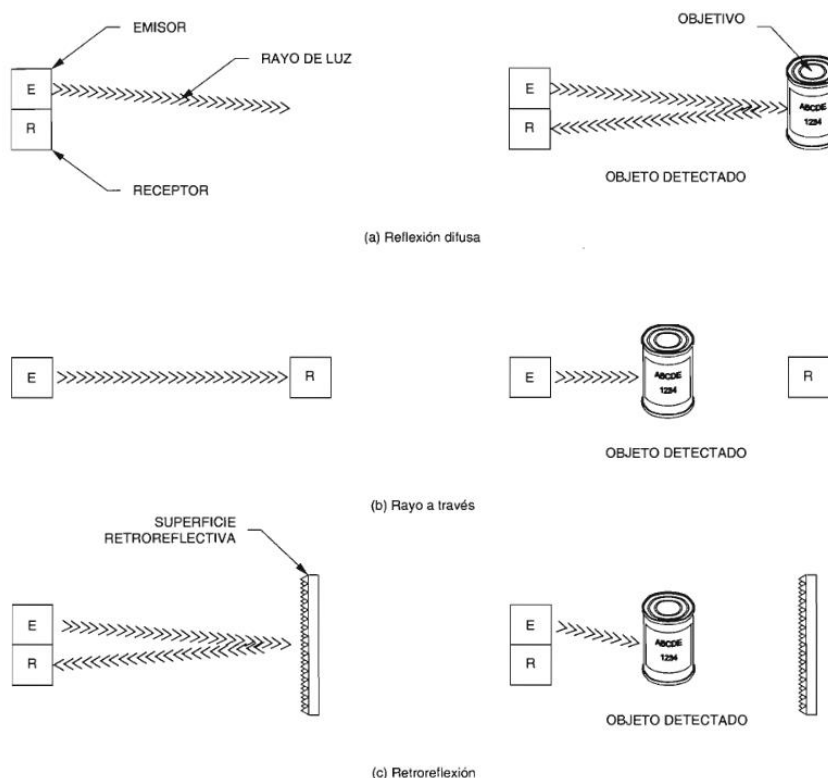 EMISOR
OBJETIVO
RAYO DE LUZ
E
R
RECEPTOR
E
R
ABCDE
1234
OBJETO DETECTADO
(a) Reflexión difusa
E
R
E
ABCDE
1234
R
OBJETO DETECTADO
(b) Rayo a través
SUPERFICIE
RETROREFLECTIVA
E
R
E
R
ABCDE
1234
OBJETO DETECTADO
(c) Retroreflexión